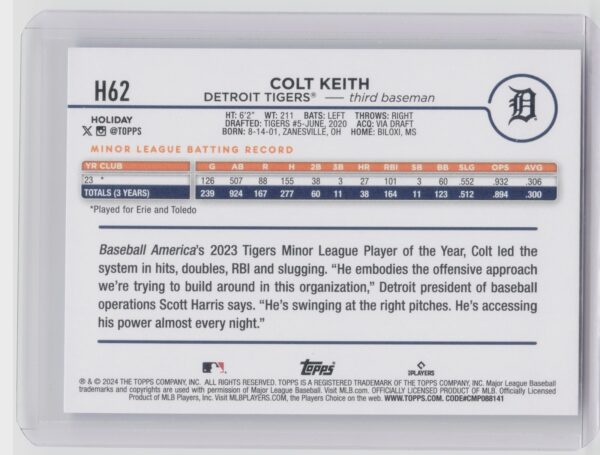 H62
COLT KEITH
DETROIT TIGERS® — third baseman
D
HOLIDAY
X @TOPPS
HT: 6'2" WT: 211 BATS: LEFT THROWS: RIGHT
DRAFTED: TIGERS #5-JUNE, 2020 ACQ: VIA DRAFT
BORN: 8-14-01, ZANESVILLE, OH HOME: BILOXI, MS
MINOR LEAGUE BATTING RECORD
YR CLUB G AB R H 2B 3B HR RBI SB BB SLG OPS AVG
23 * 126 507 88 155 38 3 27 101 3 60 .552 .932 .306
TOTALS (3 YEARS) 239 924 167 277 60 11 38 164 11 123 .512 .894 .300
*Played for Erie and Toledo
Baseball America's 2023 Tigers Minor League Player of the Year, Colt led the
system in hits, doubles, RBI and slugging. “He embodies the offensive approach
we're trying to build around in this organization,” Detroit president of baseball
operations Scott Harris says. “He's swinging at the right pitches. He's accessing
his power almost every night.”
Topps
PLAYERS
® & © 2024 THE TOPPS COMPANY, INC. ALL RIGHTS RESERVED. TOPPS IS A REGISTERED TRADEMARK OF THE TOPPS COMPANY, INC. Major League Baseball
trademarks and copyrights are used with permission of Major League Baseball. Visit MLB.com. OFFICIALLY LICENSED PRODUCT OF MLB. Officially Licensed
Product of MLB Players, Inc. Visit MLBPLAYERS.COM, the Players Choice on the web. WWW.TOPPS.COM. CODE#CMP088141